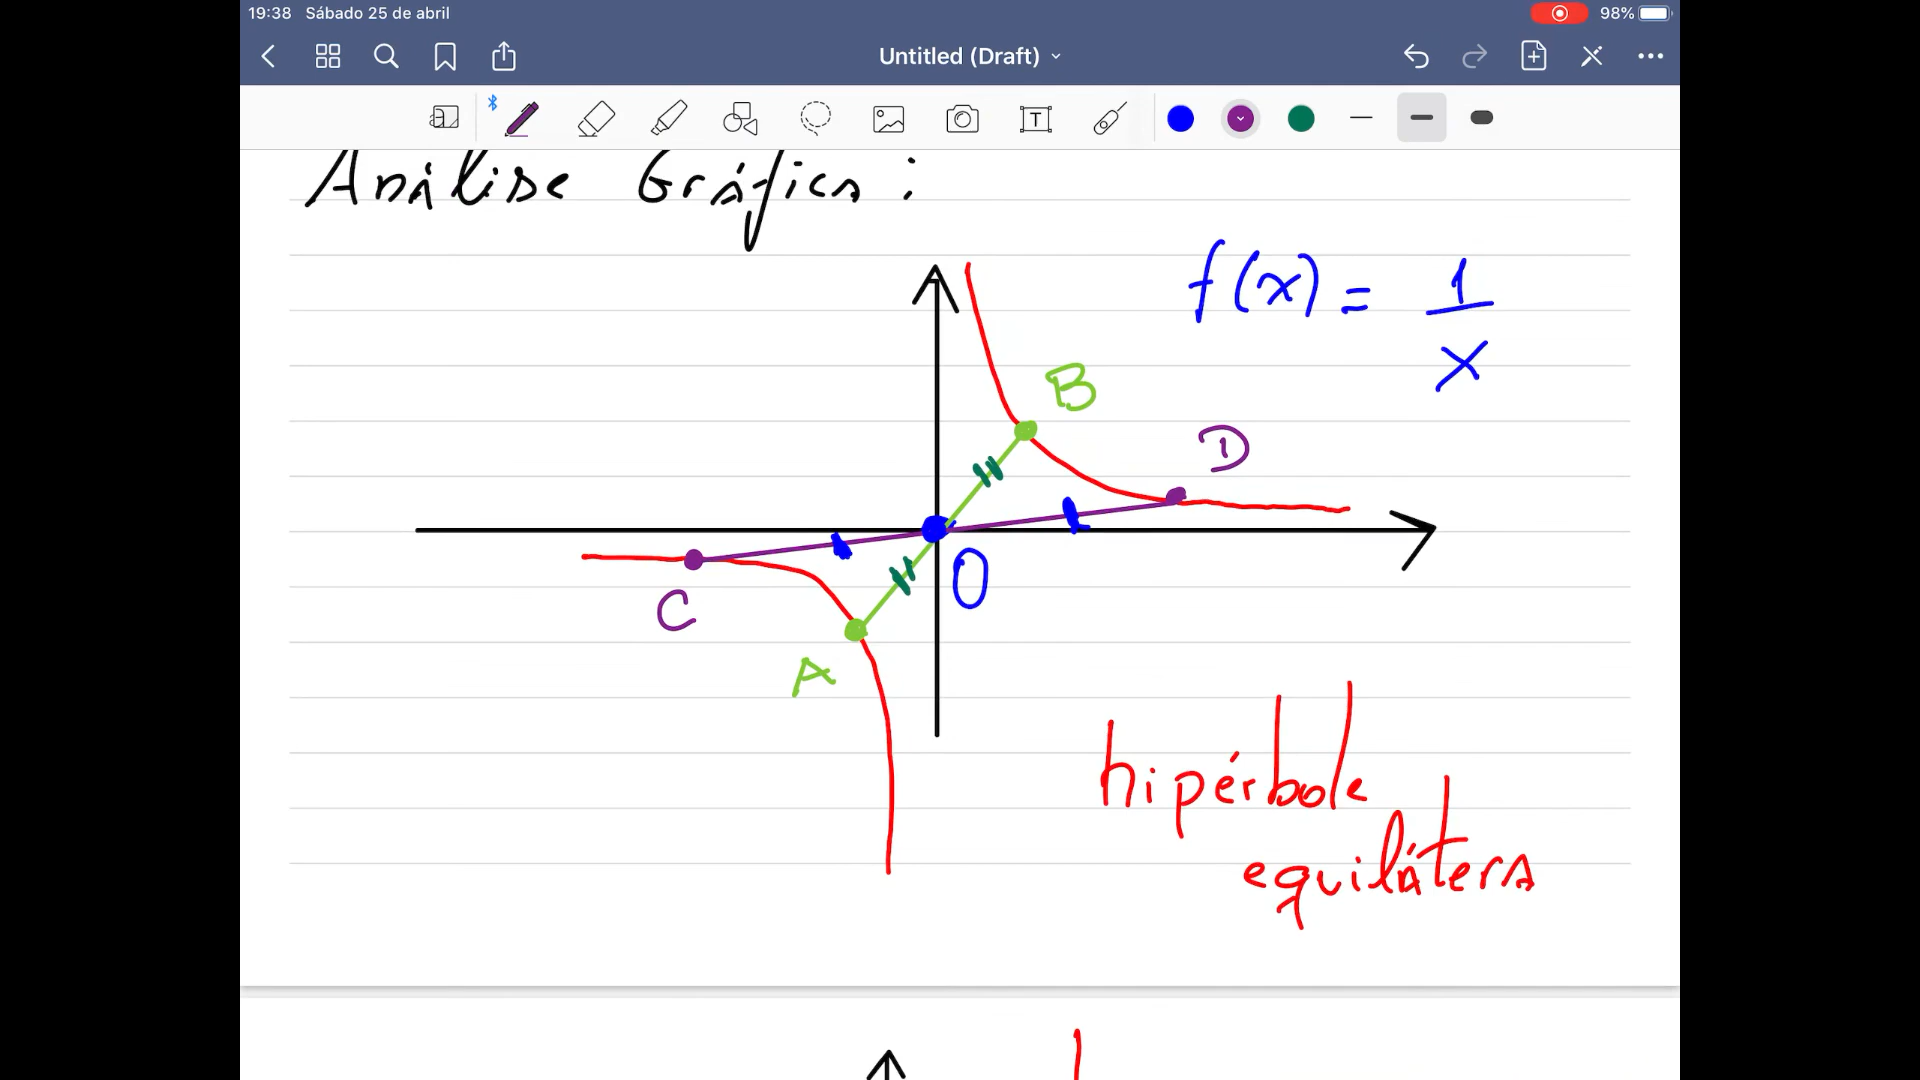 19:38 Sábado 25 de abril 98%
Untitled (Draft)
Análise Gráfica:
f(x) = 1/x
B
D
O
C
A
hipérbole
equilátera